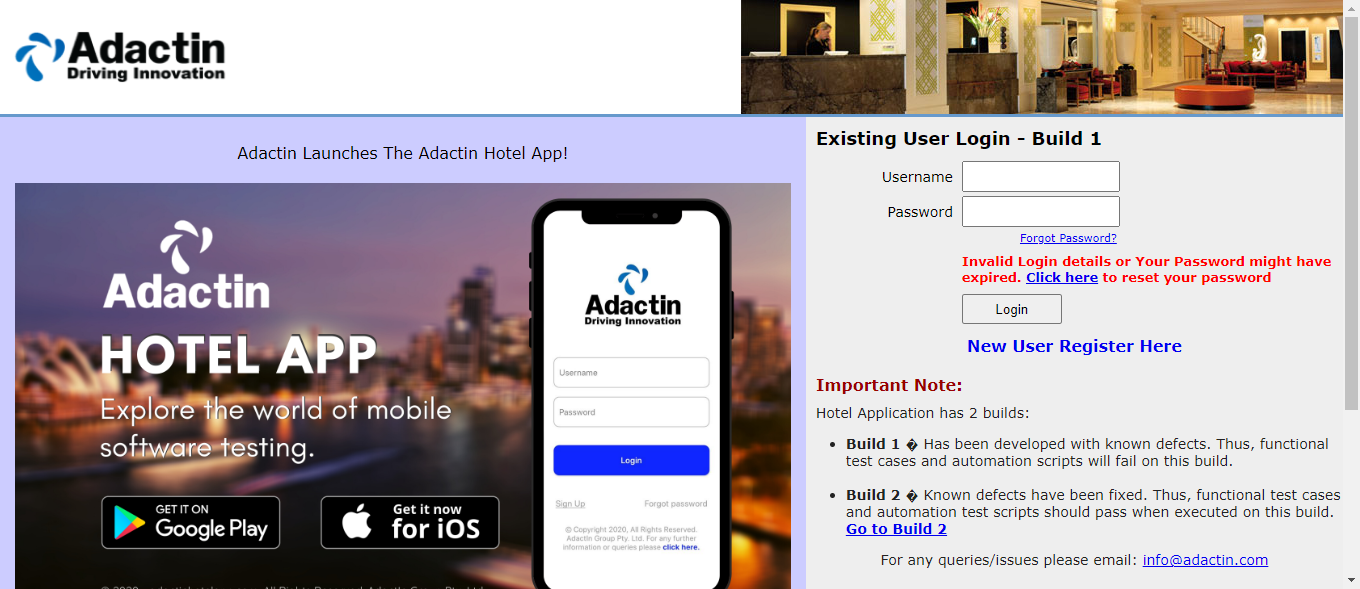 Adactin
Driving Innovation
Adactin Launches The Adactin Hotel App!
Adactin
HOTEL APP
Explore the world of mobile
software testing.
GET IT ON
Google Play
Get it now
for iOS
Adactin
Driving Innovation
Username
Password
Login
Sign Up Forgot password
© Copyright 2020, All Rights Reserved.
Adactin Group Pty. Ltd. For any further
information or queries please click here.
Existing User Login - Build 1
Username
Password
Forgot Password?
Invalid Login details or Your Password might have
expired. Click here to reset your password
Login
New User Register Here
Important Note:
Hotel Application has 2 builds:
• Build 1 � Has been developed with known defects. Thus, functional
test cases and automation scripts will fail on this build.
• Build 2 � Known defects have been fixed. Thus, functional test cases
and automation test scripts should pass when executed on this build.
Go to Build 2
For any queries/issues please email: info@adactin.com